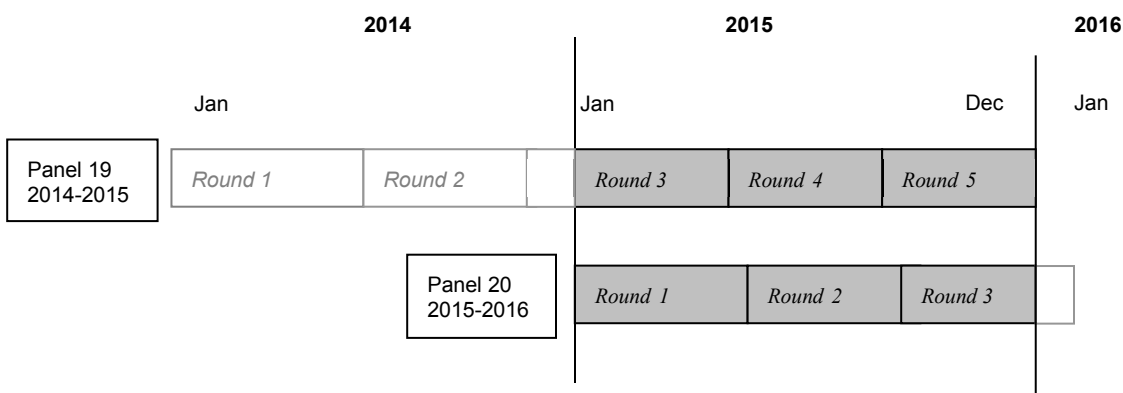 2014 2015 2016
Jan Jan Dec Jan
Panel 19
2014-2015
Round 1 Round 2 Round 3 Round 4 Round 5
Panel 20
2015-2016
Round 1 Round 2 Round 3